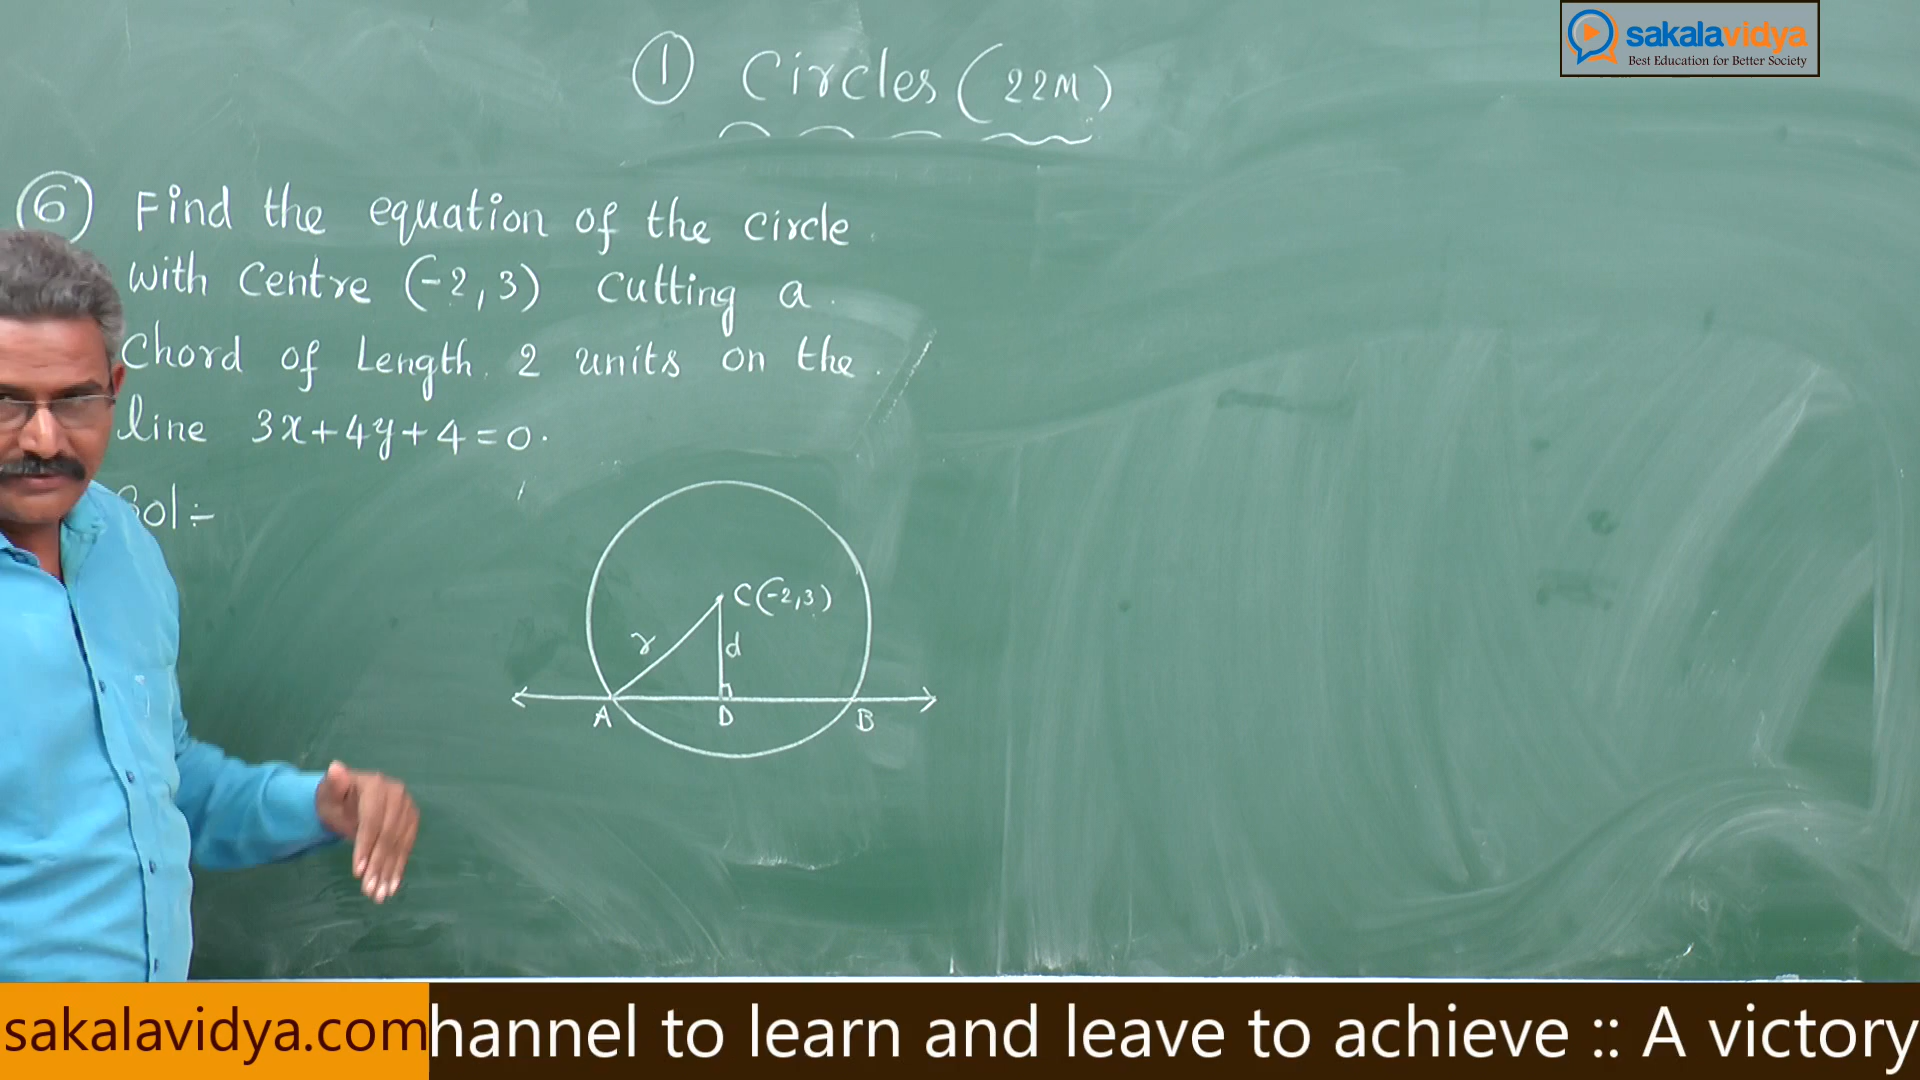 ① Circles (22M)
sakalavidya
Best Education for Better Society
⑥ Find the equation of the circle
with centre (-2,3) cutting a
chord of length 2 units on the
line 3x+4y+4=0.
Sol:-
C(-2,3)
r
d
A D B
sakalavidya.com
hannel to learn and leave to achieve :: A victory